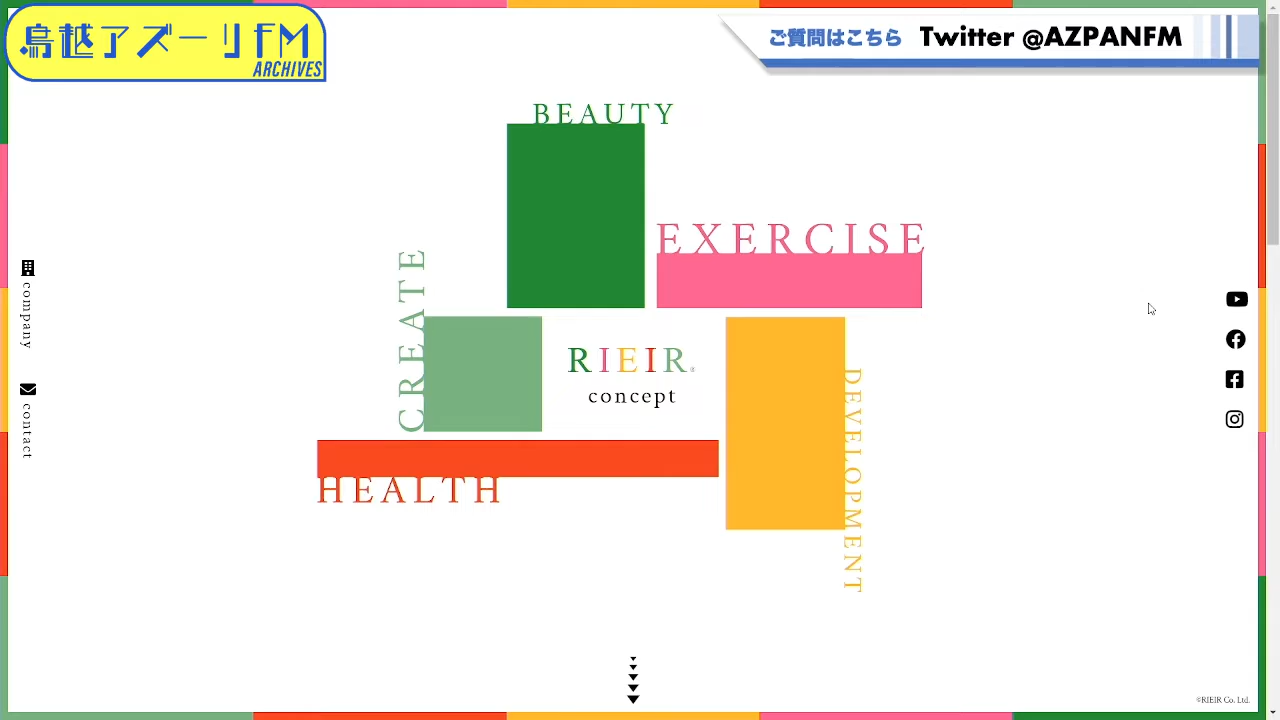 鳥越アズーリFM
ARCHIVES
ご質問はこちら Twitter @AZPANFM
BEAUTY
EXERCISE
CREATE
RIEIR®
concept
DEVELOPMENT
HEALTH
company
contact
©RIEIR Co. Ltd.